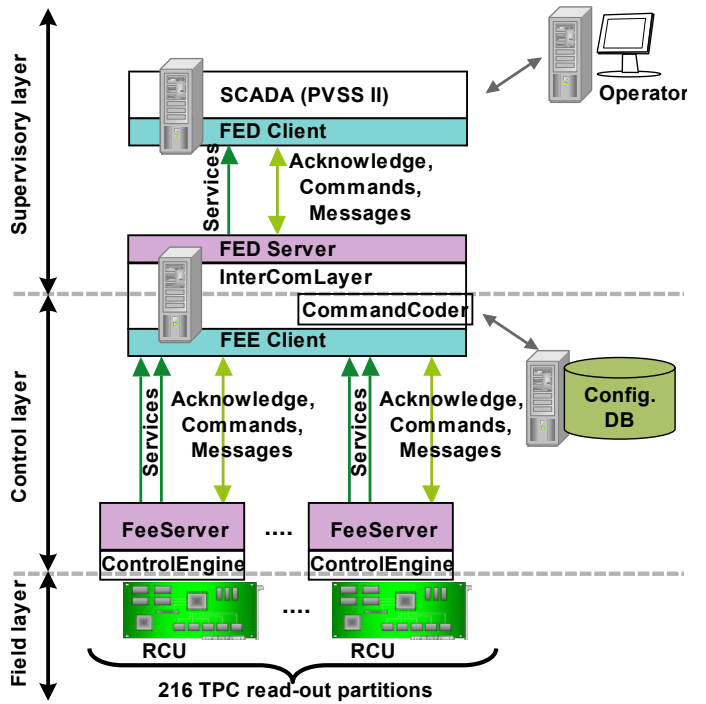 Supervisory layer
Control layer
Field layer
SCADA (PVSS II)
FED Client
Operator
Services
Acknowledge,
Commands,
Messages
FED Server
InterComLayer
CommandCoder
FEE Client
Config.
DB
Services
Acknowledge,
Commands,
Messages
Services
Acknowledge,
Commands,
Messages
FeeServer
....
FeeServer
ControlEngine
ControlEngine
....
RCU
RCU
216 TPC read-out partitions